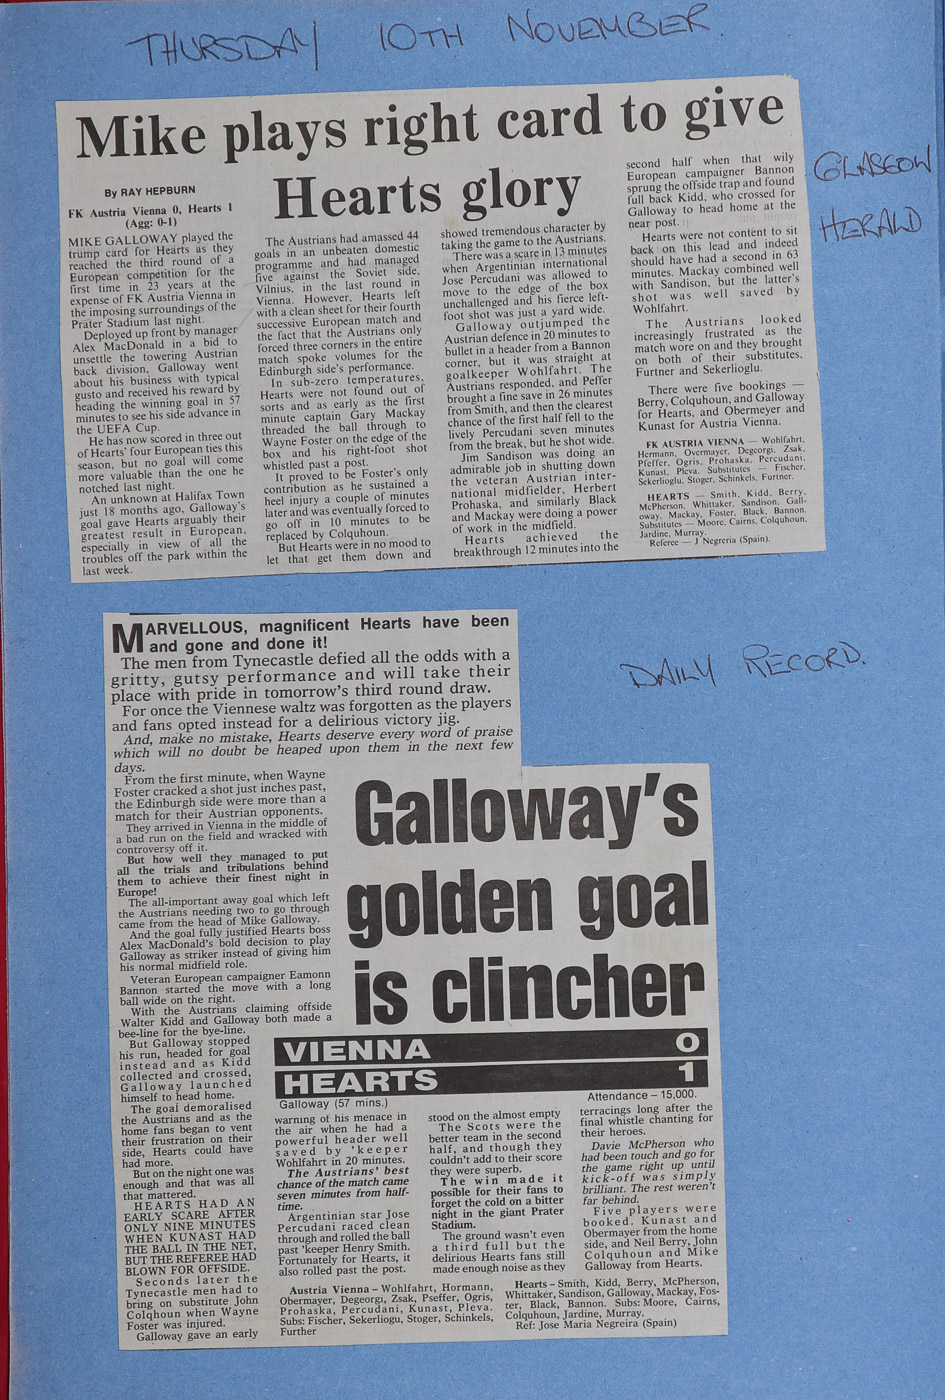 THURSDAY 10TH NOVEMBER.
Mike plays right card to give
Hearts glory
GLASGOW
HERALD
By RAY HEPBURN
FK Austria Vienna 0, Hearts 1
(Agg: 0-1)
MIKE GALLOWAY played the
trump card for Hearts as they
reached the third round of a
European competition for the
first time in 23 years at the
expense of FK Austria Vienna in
the imposing surroundings of the
Prater Stadium last night.
Deployed up front by manager
Alex MacDonald in a bid to
unsettle the towering Austrian
back division, Galloway went
about his business with typical
gusto and received his reward by
heading the winning goal in 57
minutes to see his side advance in
the UEFA Cup.
He has now scored in three out
of Hearts' four European ties this
season, but no goal will come
more valuable than the one he
notched last night.
An unknown at Halifax Town
just 18 months ago, Galloway's
goal gave Hearts arguably their
greatest result in European,
especially in view of all the
troubles off the park within the
last week.
The Austrians had amassed 44
goals in an unbeaten domestic
programme and had managed
five against the Soviet side,
Vilnius, in the last round in
Vienna. However, Hearts left
with a clean sheet for their fourth
successive European match and
the fact that the Austrians only
forced three corners in the entire
match spoke volumes for the
Edinburgh side's performance.
In sub-zero temperatures,
Hearts were not found out of
sorts and as early as the first
minute captain Gary Mackay
threaded the ball through to
Wayne Foster on the edge of the
box and his right-foot shot
whistled past a post.
It proved to be Foster's only
contribution as he sustained a
heel injury a couple of minutes
later and was eventually forced to
go off in 10 minutes to be
replaced by Colquhoun.
But Hearts were in no mood to
let that get them down and
showed tremendous character by
taking the game to the Austrians.
There was a scare in 13 minutes
when Argentinian international
Jose Percudani was allowed to
move to the edge of the box
unchallenged and his fierce left-
foot shot was just a yard wide.
Galloway outjumped the
Austrian defence in 20 minutes to
bullet in a header from a Bannon
corner, but it was straight at
goalkeeper Wohlfahrt. The
Austrians responded, and Peffer
brought a fine save in 26 minutes
from Smith, and then the clearest
chance of the first half fell to the
lively Percudani seven minutes
from the break, but he shot wide.
Jim Sandison was doing an
admirable job in shutting down
the veteran Austrian inter-
national midfielder, Herbert
Prohaska, and similarly Black
and Mackay were doing a power
of work in the midfield.
Hearts achieved the
breakthrough 12 minutes into the
second half when that wily
European campaigner Bannon
sprung the offside trap and found
full back Kidd, who crossed for
Galloway to head home at the
near post.
Hearts were not content to sit
back on this lead and indeed
should have had a second in 63
minutes. Mackay combined well
with Sandison, but the latter's
shot was well saved by
Wohlfahrt.
The Austrians looked
increasingly frustrated as the
match wore on and they brought
on both of their substitutes,
Furtner and Sekerlioglu.
There were five bookings —
Berry, Colquhoun, and Galloway
for Hearts, and Obermeyer and
Kunast for Austria Vienna.
FK AUSTRIA VIENNA — Wohlfahrt,
Hermann, Overmayer, Degeorgi, Zsak,
Pfeffer, Ogris, Prohaska, Percudani,
Kunast, Pleva. Substitutes — Fischer,
Sekerlioglu, Stoger, Schinkels, Furtner.
HEARTS — Smith, Kidd, Berry,
McPherson, Whittaker, Sandison, Gall-
oway, Mackay, Foster, Black, Bannon.
Substitutes — Moore, Cairns, Colquhoun,
Jardine, Murray.
Referee — J Negreria (Spain).
DAILY RECORD.
MARVELLOUS, magnificent Hearts have been
and gone and done it!
The men from Tynecastle defied all the odds with a
gritty, gutsy performance and will take their
place with pride in tomorrow's third round draw.
For once the Viennese waltz was forgotten as the players
and fans opted instead for a delirious victory jig.
And, make no mistake, Hearts deserve every word of praise
which will no doubt be heaped upon them in the next few
days.
From the first minute, when Wayne
Foster cracked a shot just inches past,
the Edinburgh side were more than a
match for their Austrian opponents.
They arrived in Vienna in the middle of
a bad run on the field and wracked with
controversy off it.
But how well they managed to put
all the trials and tribulations behind
them to achieve their finest night in
Europe!
The all-important away goal which left
the Austrians needing two to go through
came from the head of Mike Galloway.
And the goal fully justified Hearts boss
Alex MacDonald's bold decision to play
Galloway as striker instead of giving him
his normal midfield role.
Veteran European campaigner Eamonn
Bannon started the move with a long
ball wide on the right.
With the Austrians claiming offside
Walter Kidd and Galloway both made a
bee-line for the bye-line.
But Galloway stopped
his run, headed for goal
instead and as Kidd
collected and crossed,
Galloway launched
himself to head home.
The goal demoralised
the Austrians and as the
home fans began to vent
their frustration on their
side, Hearts could have
had more.
But on the night one was
enough and that was all
that mattered.
HEARTS HAD AN
EARLY SCARE AFTER
ONLY NINE MINUTES
WHEN KUNAST HAD
THE BALL IN THE NET,
BUT THE REFEREE HAD
BLOWN FOR OFFSIDE.
Seconds later the
Tynecastle men had to
bring on substitute John
Colqhoun when Wayne
Foster was injured.
Galloway gave an early
Galloway's
golden goal
is clincher
VIENNA 0
HEARTS 1
Galloway (57 mins.)
Attendance – 15,000.
warning of his menace in
the air when he had a
powerful header well
saved by 'keeper
Wohlfahrt in 20 minutes.
The Austrians' best
chance of the match came
seven minutes from half-
time.
Argentinian star Jose
Percudani raced clean
through and rolled the ball
past 'keeper Henry Smith.
Fortunately for Hearts, it
also rolled past the post.
stood on the almost empty
The Scots were the
better team in the second
half, and though they
couldn't add to their score
they were superb.
The win made it
possible for their fans to
forget the cold on a bitter
night in the giant Prater
Stadium.
The ground wasn't even
a third full but the
delirious Hearts fans still
made enough noise as they
terracings long after the
final whistle chanting for
their heroes.
Davie McPherson who
had been touch and go for
the game right up until
kick-off was simply
brilliant. The rest weren't
far behind.
Five players were
booked. Kunast and
Obermayer from the home
side, and Neil Berry, John
Colquhoun and Mike
Galloway from Hearts.
Austria Vienna – Wohlfahrt, Hormann,
Obermayer, Degeorgi, Zsak, Pseffer, Ogris,
Prohaska, Percudani, Kunast, Pleva.
Subs: Fischer, Sekerliogu, Stoger, Schinkels,
Further
Hearts – Smith, Kidd, Berry, McPherson,
Whittaker, Sandison, Galloway, Mackay, Fos-
ter, Black, Bannon. Subs: Moore, Cairns,
Colquhoun, Jardine, Murray.
Ref: Jose Maria Negreira (Spain)